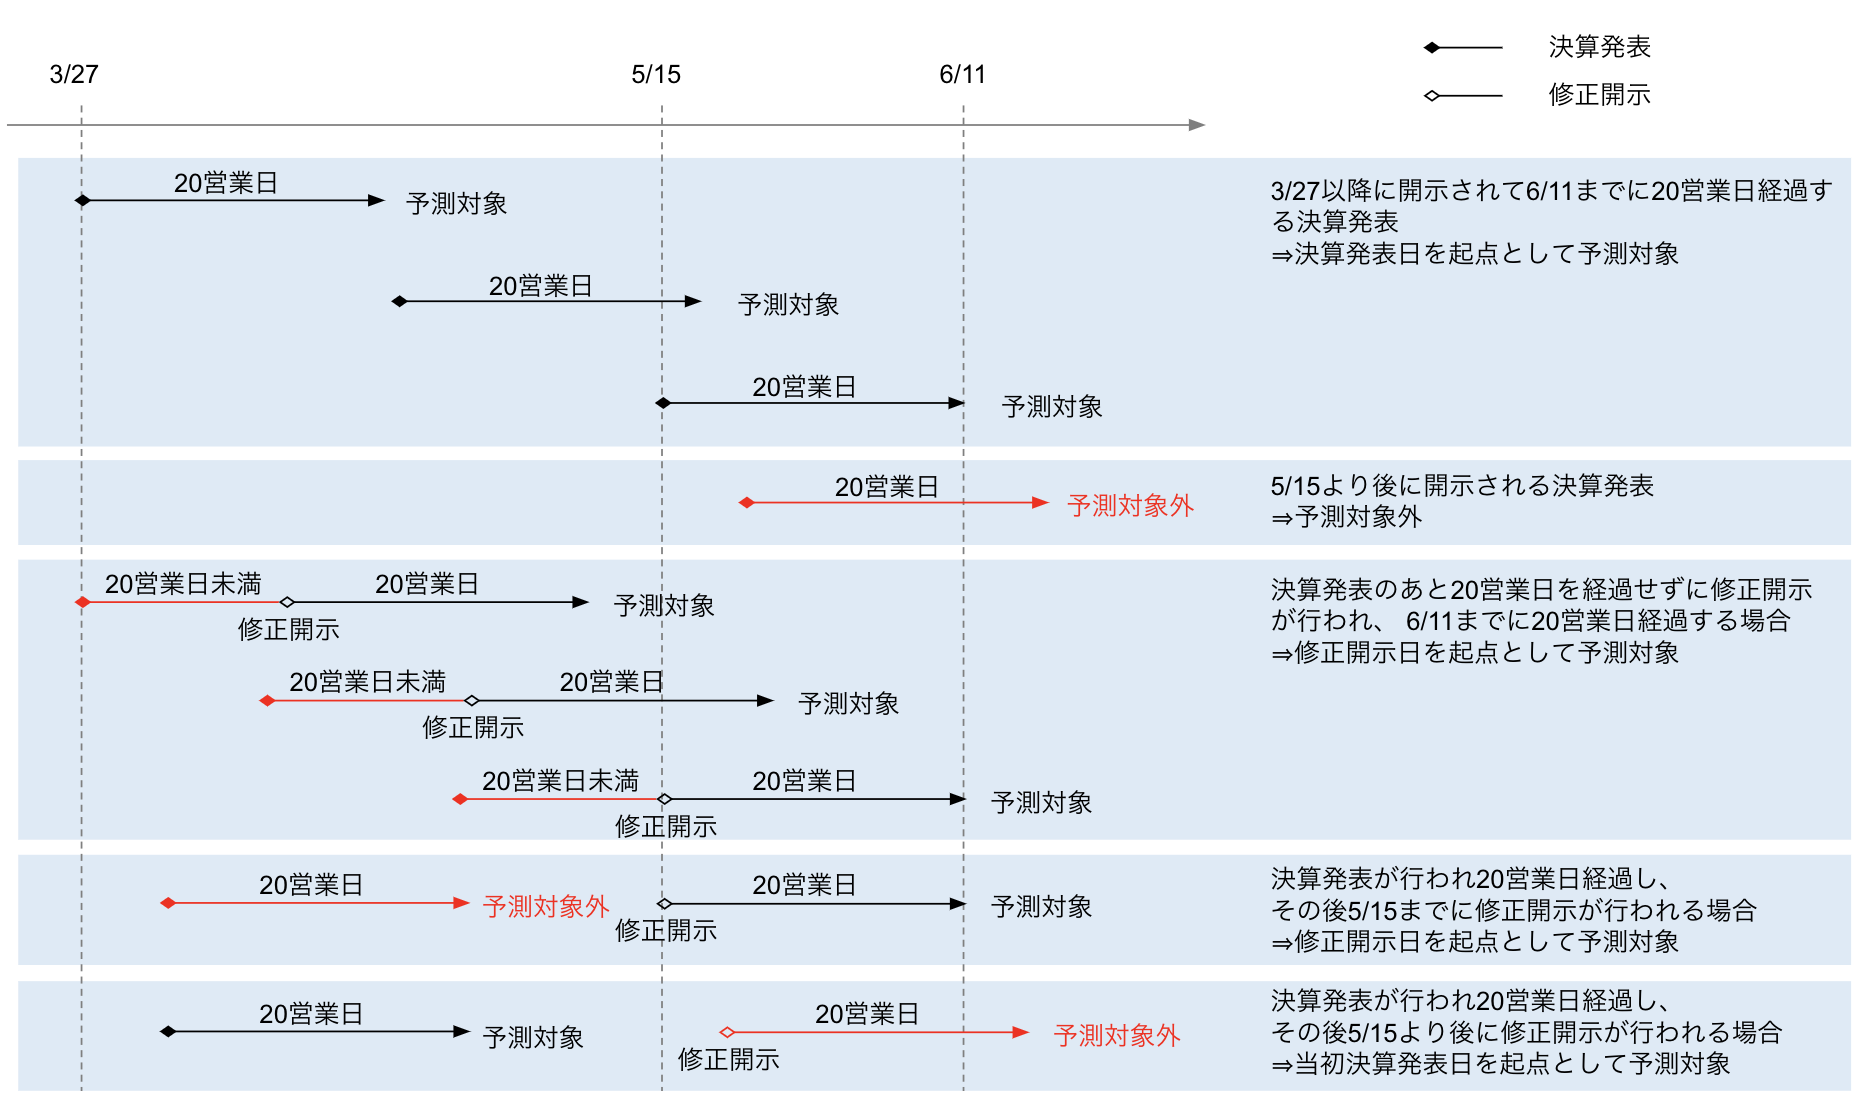 決算発表
修正開示
3/27
5/15
6/11
20営業日
予測対象
3/27以降に開示されて6/11までに20営業日経過す
る決算発表
⇒決算発表日を起点として予測対象
20営業日
予測対象
20営業日
予測対象
20営業日
予測対象外
5/15より後に開示される決算発表
⇒予測対象外
20営業日未満
20営業日
修正開示
予測対象
決算発表のあと20営業日を経過せずに修正開示
が行われ、 6/11までに20営業日経過する場合
⇒修正開示日を起点として予測対象
20営業日未満
20営業日
修正開示
予測対象
20営業日未満
20営業日
修正開示
予測対象
20営業日
予測対象外
修正開示
20営業日
予測対象
決算発表が行われ20営業日経過し、
その後5/15までに修正開示が行われる場合
⇒修正開示日を起点として予測対象
20営業日
予測対象
修正開示
20営業日
予測対象外
決算発表が行われ20営業日経過し、
その後5/15より後に修正開示が行われる場合
⇒当初決算発表日を起点として予測対象